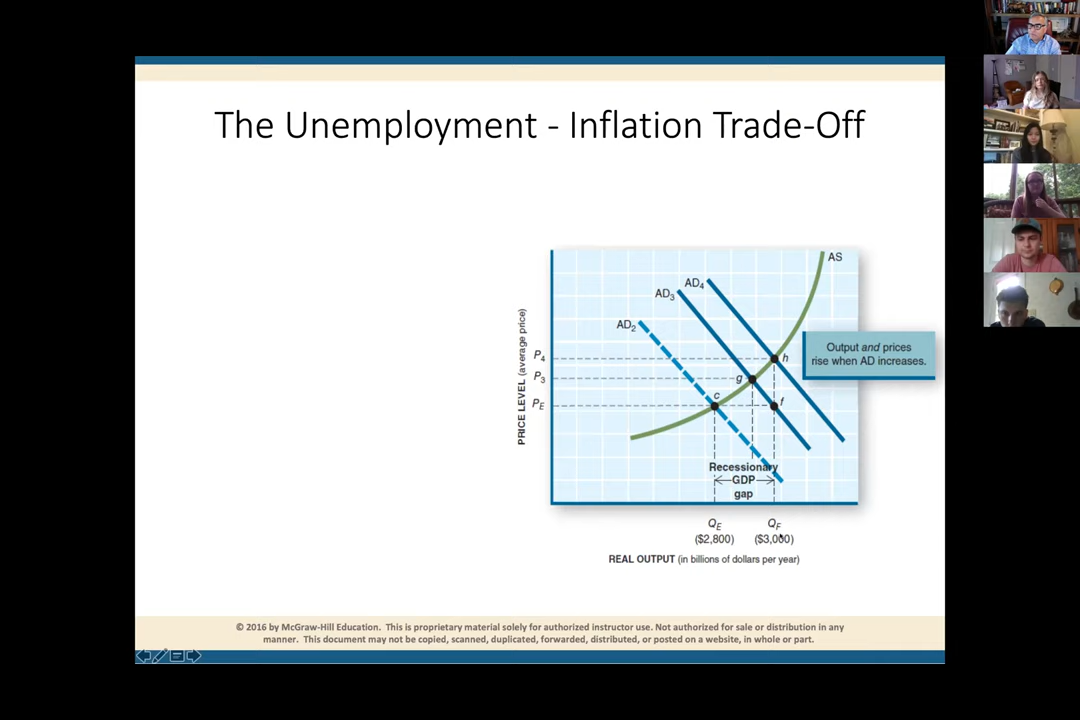 The Unemployment - Inflation Trade-Off
AS
AD4
AD3
AD2
Output and prices
rise when AD increases.
P4
P3
PE
h
g
c
f
PRICE LEVEL (average price)
Recessionary
GDP
gap
QE
QF
($2,800)
($3,000)
REAL OUTPUT (in billions of dollars per year)
© 2016 by McGraw-Hill Education. This is proprietary material solely for authorized instructor use. Not authorized for sale or distribution in any
manner. This document may not be copied, scanned, duplicated, forwarded, distributed, or posted on a website, in whole or part.